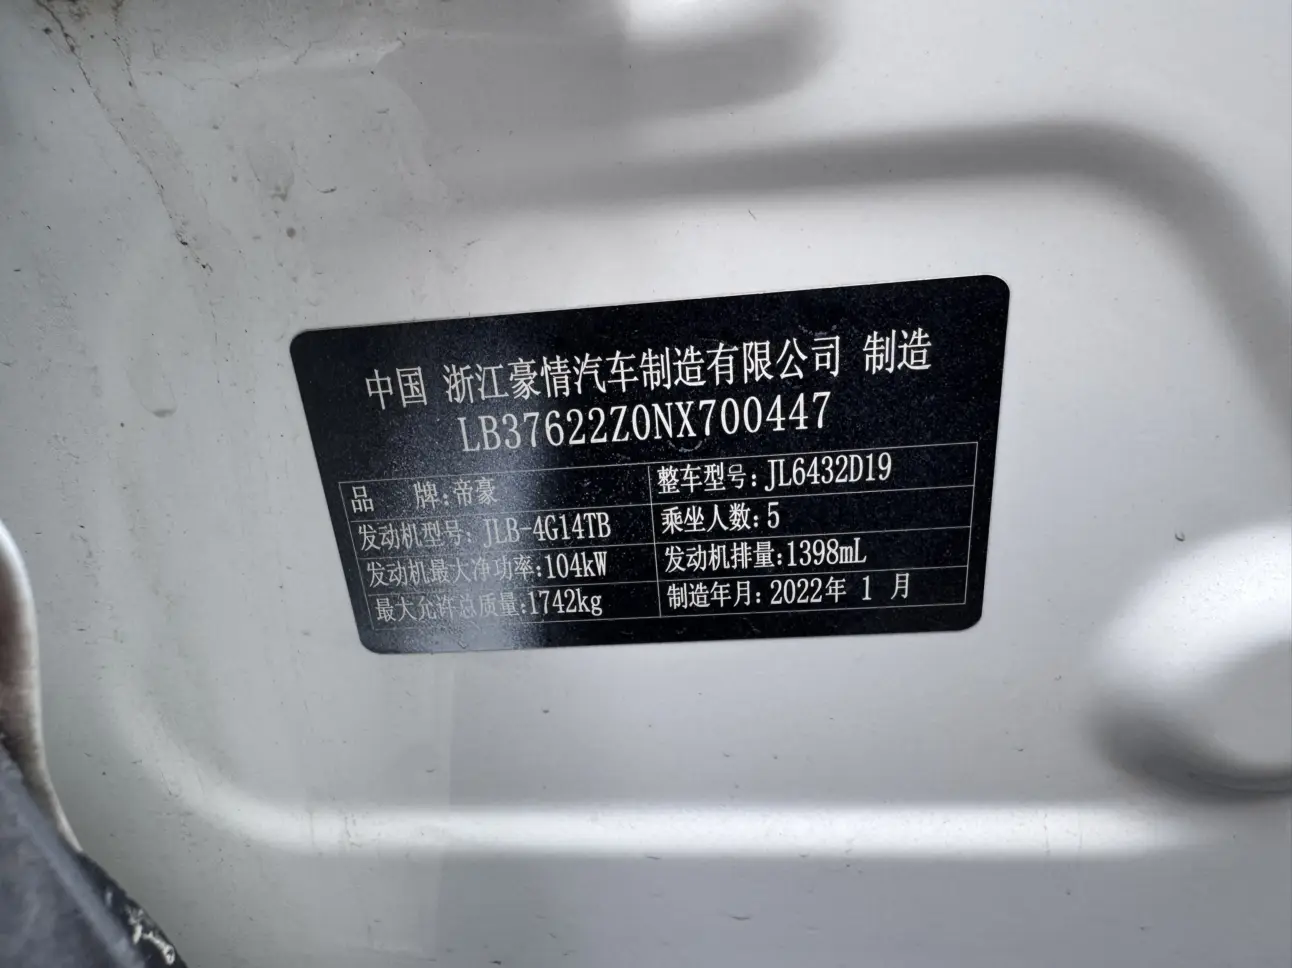 中国 浙江豪情汽车制造有限公司 制造
LB37622Z0NX700447
品 牌:帝豪 整车型号:JL6432D19
发动机型号: JLB-4G14TB 乘坐人数:5
发动机最大净功率:104kW 发动机排量:1398mL
最大允许总质量:1742kg 制造年月: 2022年 1 月